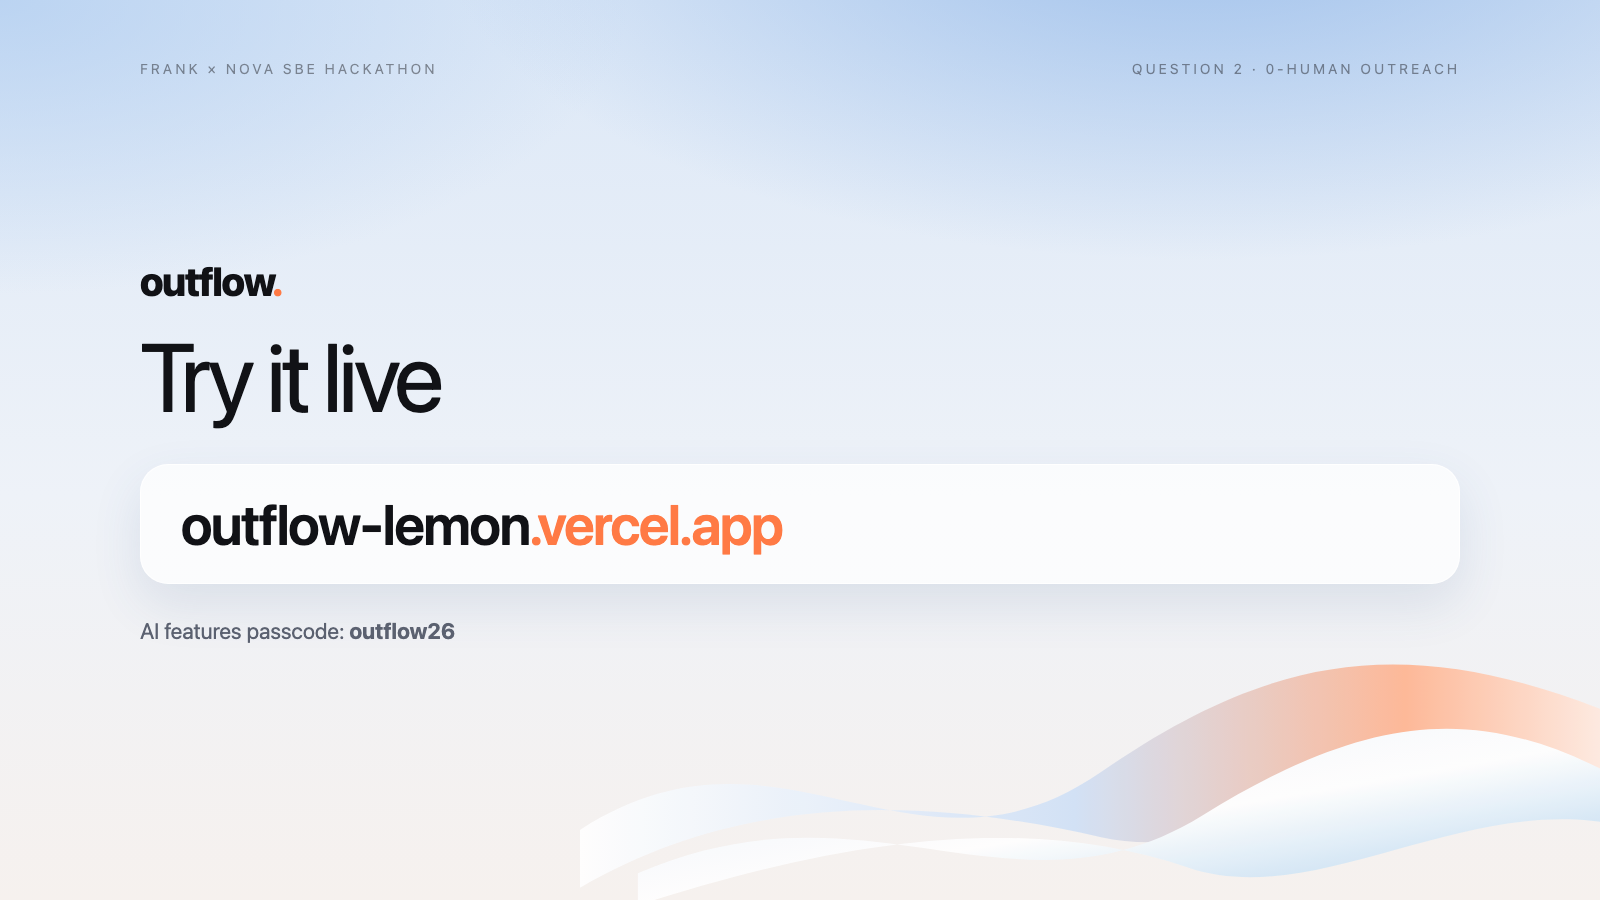 FRANK × NOVA SBE HACKATHON
QUESTION 2 · 0-HUMAN OUTREACH
outflow.
Try it live
outflow-lemon.vercel.app
AI features passcode: outflow26